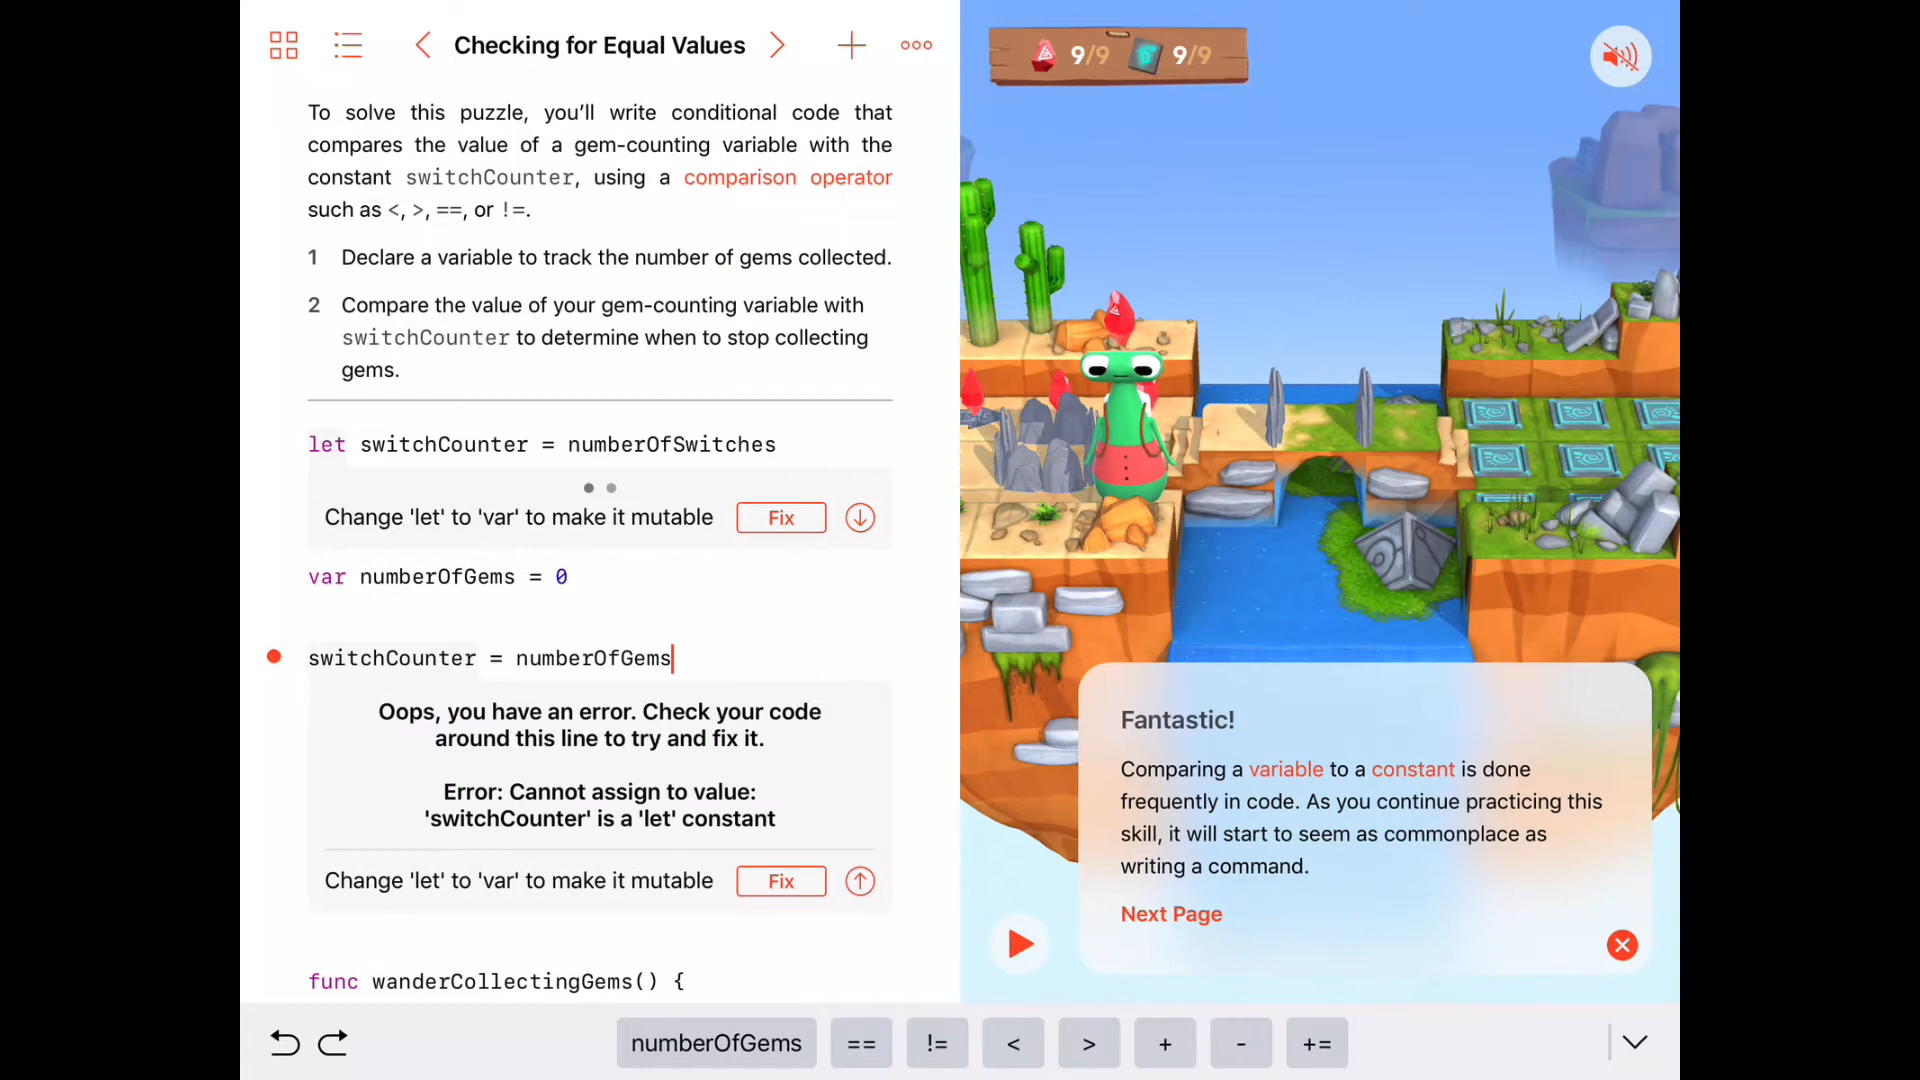 Checking for Equal Values
To solve this puzzle, you'll write conditional code that
compares the value of a gem-counting variable with the
constant switchCounter, using a comparison operator
such as <, >, ==, or !=.
1 Declare a variable to track the number of gems collected.
2 Compare the value of your gem-counting variable with
switchCounter to determine when to stop collecting
gems.
let switchCounter = numberOfSwitches
Change 'let' to 'var' to make it mutable Fix
var numberOfGems = 0
switchCounter = numberOfGems
Oops, you have an error. Check your code
around this line to try and fix it.
Error: Cannot assign to value:
'switchCounter' is a 'let' constant
Change 'let' to 'var' to make it mutable Fix
func wanderCollectingGems() {
numberOfGems == != < > + - +=
9/9 9/9
Fantastic!
Comparing a variable to a constant is done
frequently in code. As you continue practicing this
skill, it will start to seem as commonplace as
writing a command.
Next Page